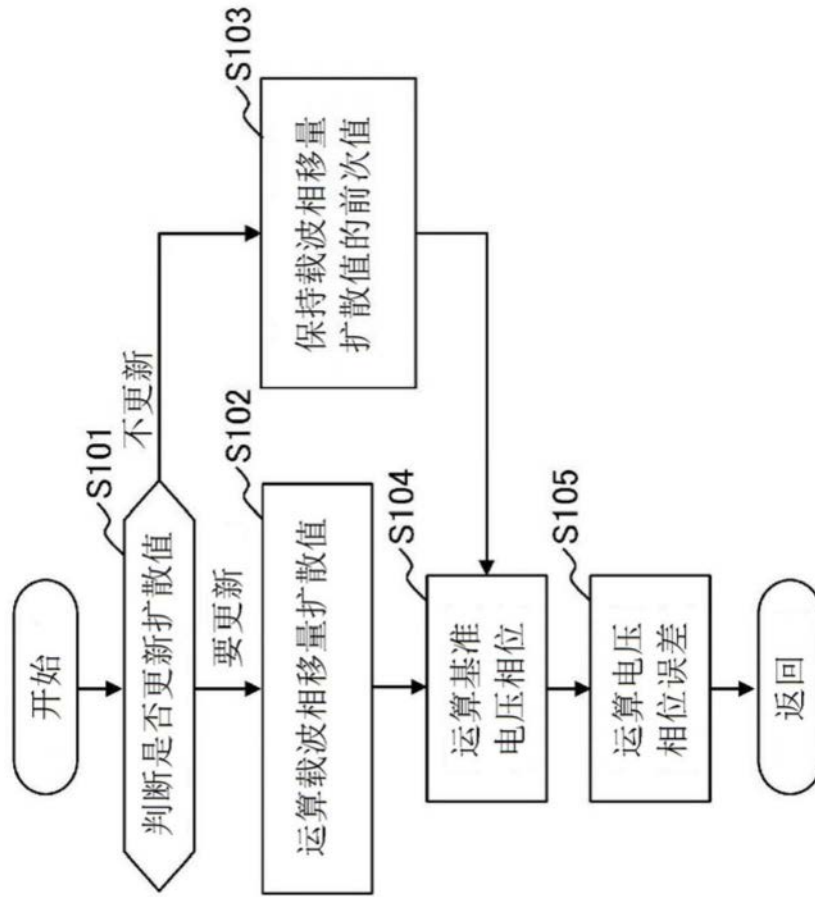 开始
S101
判断是否更新扩散值
不更新
要更新
S102
运算载波相移量扩散值
S103
保持载波相移量
扩散值的前次值
S104
运算基准
电压相位
S105
运算电压
相位误差
返回